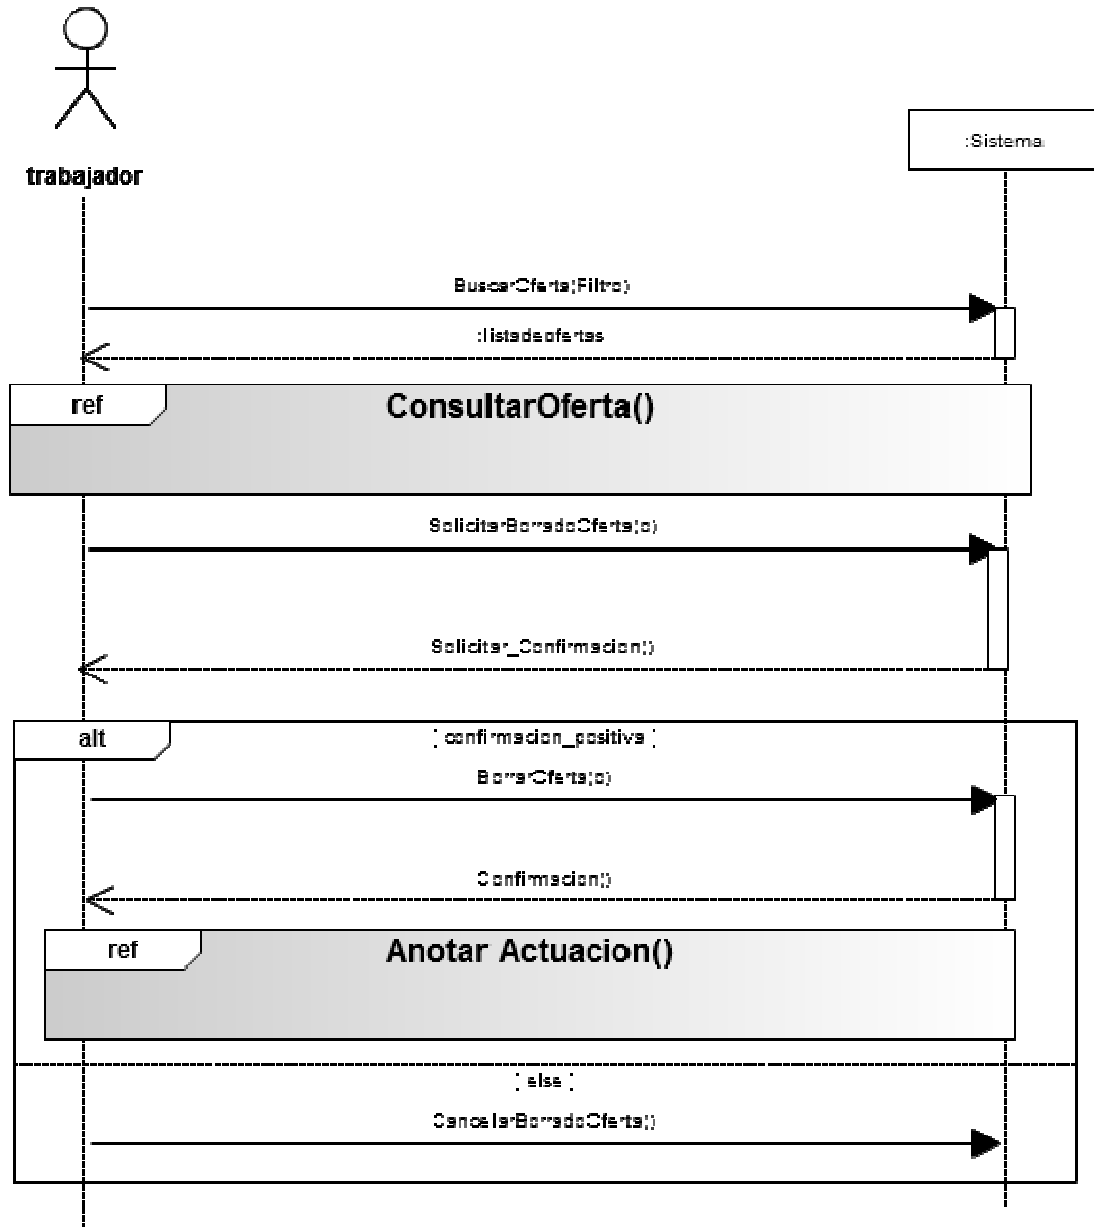 :Sistema
trabajador
BuscarOferta(Filtro)
:listadeofertas
ref
ConsultarOferta()
SolicitarBorradoOferta(o)
Solicitar_Confirmacion()
alt
[ confirmacion_positiva ]
BorrarOferta(o)
Confirmacion()
ref
Anotar Actuacion()
[ else ]
CancelarBorradoOferta()